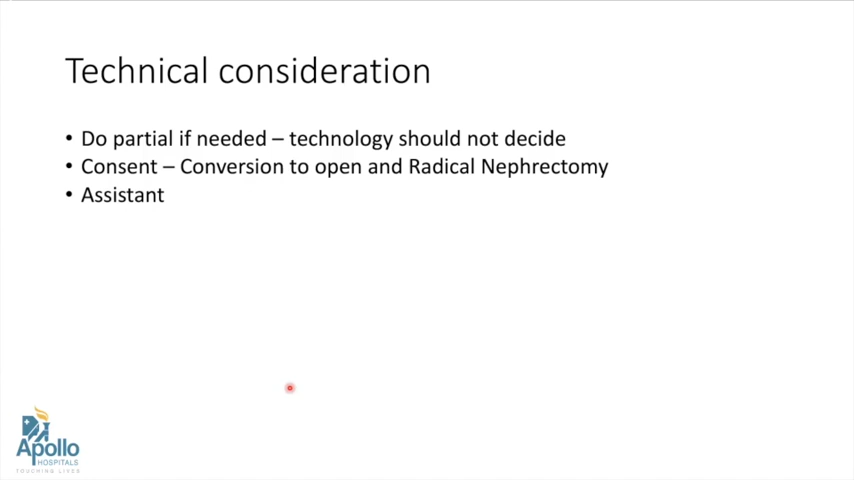 Technical consideration
• Do partial if needed – technology should not decide
• Consent – Conversion to open and Radical Nephrectomy
• Assistant
Apollo
HOSPITALS
TOUCHING LIVES